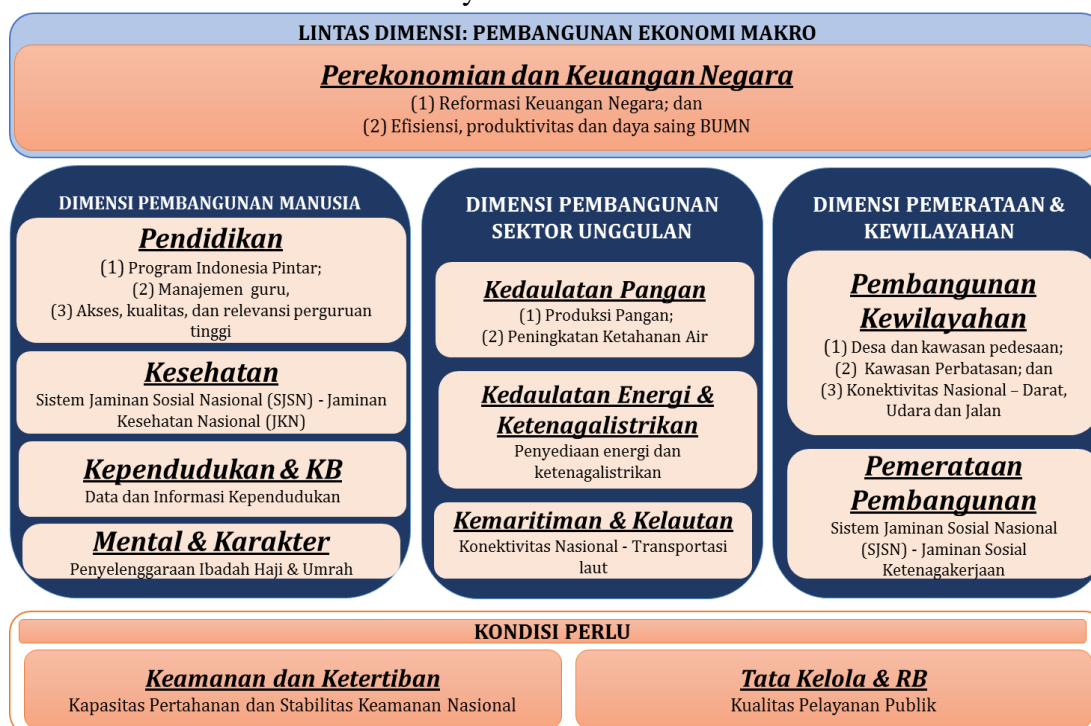 LINTAS DIMENSI: PEMBANGUNAN EKONOMI MAKRO
Perekonomian dan Keuangan Negara
(1) Reformasi Keuangan Negara; dan
(2) Efisiensi, produktivitas dan daya saing BUMN
DIMENSI PEMBANGUNAN MANUSIA
Pendidikan
(1) Program Indonesia Pintar;
(2) Manajemen guru,
(3) Akses, kualitas, dan relevansi perguruan
tinggi
Kesehatan
Sistem Jaminan Sosial Nasional (SJSN) - Jaminan
Kesehatan Nasional (JKN)
Kependudukan & KB
Data dan Informasi Kependudukan
Mental & Karakter
Penyelenggaraan Ibadah Haji & Umrah
DIMENSI PEMBANGUNAN
SEKTOR UNGGULAN
Kedaulatan Pangan
(1) Produksi Pangan;
(2) Peningkatan Ketahanan Air
Kedaulatan Energi &
Ketenagalistrikan
Penyediaan energi dan
ketenagalistrikan
Kemaritiman & Kelautan
Konektivitas Nasional - Transportasi
laut
DIMENSI PEMERATAAN &
KEWILAYAHAN
Pembangunan
Kewilayahan
(1) Desa dan kawasan pedesaan;
(2) Kawasan Perbatasan; dan
(3) Konektivitas Nasional – Darat,
Udara dan Jalan
Pemerataan
Pembangunan
Sistem Jaminan Sosial Nasional
(SJSN) - Jaminan Sosial
Ketenagakerjaan
KONDISI PERLU
Keamanan dan Ketertiban
Kapasitas Pertahanan dan Stabilitas Keamanan Nasional
Tata Kelola & RB
Kualitas Pelayanan Publik